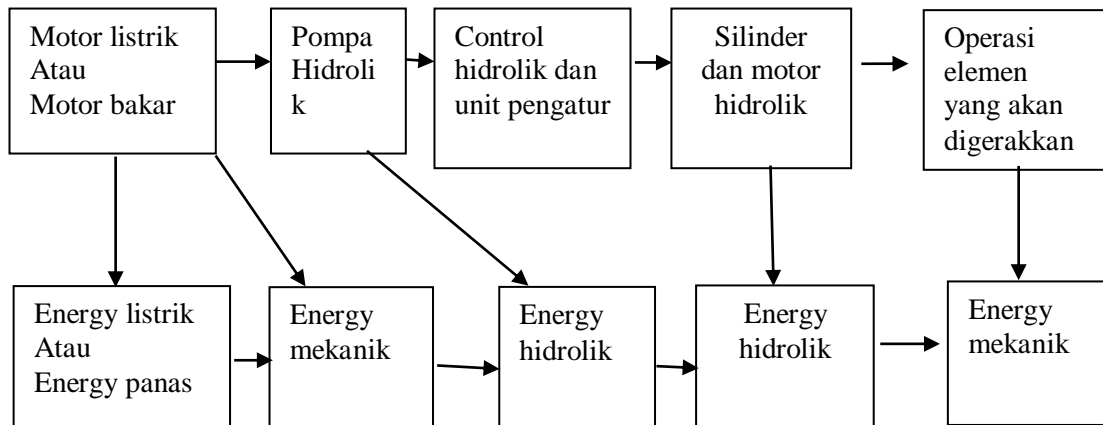 Motor listrik
Atau
Motor bakar
Pompa
Hidroli
k
Control
hidrolik dan
unit pengatur
Silinder
dan motor
hidrolik
Operasi
elemen
yang akan
digerakkan
Energy listrik
Atau
Energy panas
Energy
mekanik
Energy
hidrolik
Energy
hidrolik
Energy
mekanik